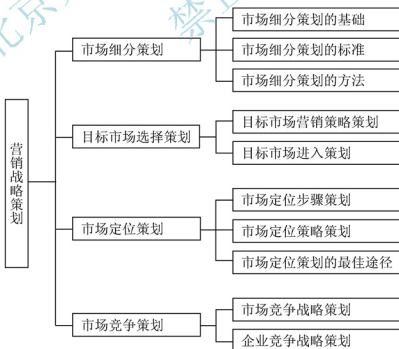 市场细分策划的基础
市场细分策划
市场细分策划的标准
市场细分策划的方法
目标市场营销策略策划
目标市场选择策划
目标市场进入策划
营销战略策划
市场定位步骤策划
市场定位策划
市场定位策略策划
市场定位策划的最佳途径
市场竞争战略策划
市场竞争策划
企业竞争战略策划
北京
禁